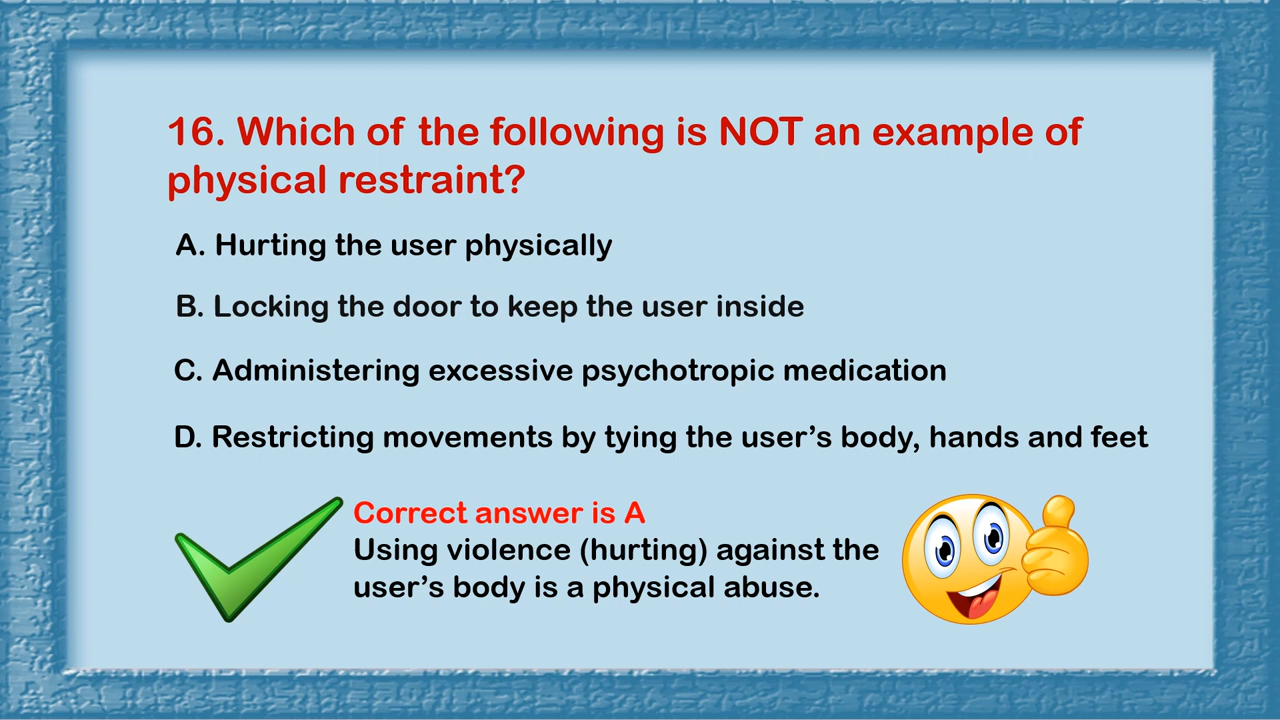 16. Which of the following is NOT an example of
physical restraint?
A. Hurting the user physically
B. Locking the door to keep the user inside
C. Administering excessive psychotropic medication
D. Restricting movements by tying the user’s body, hands and feet
Correct answer is A
Using violence (hurting) against the
user’s body is a physical abuse.